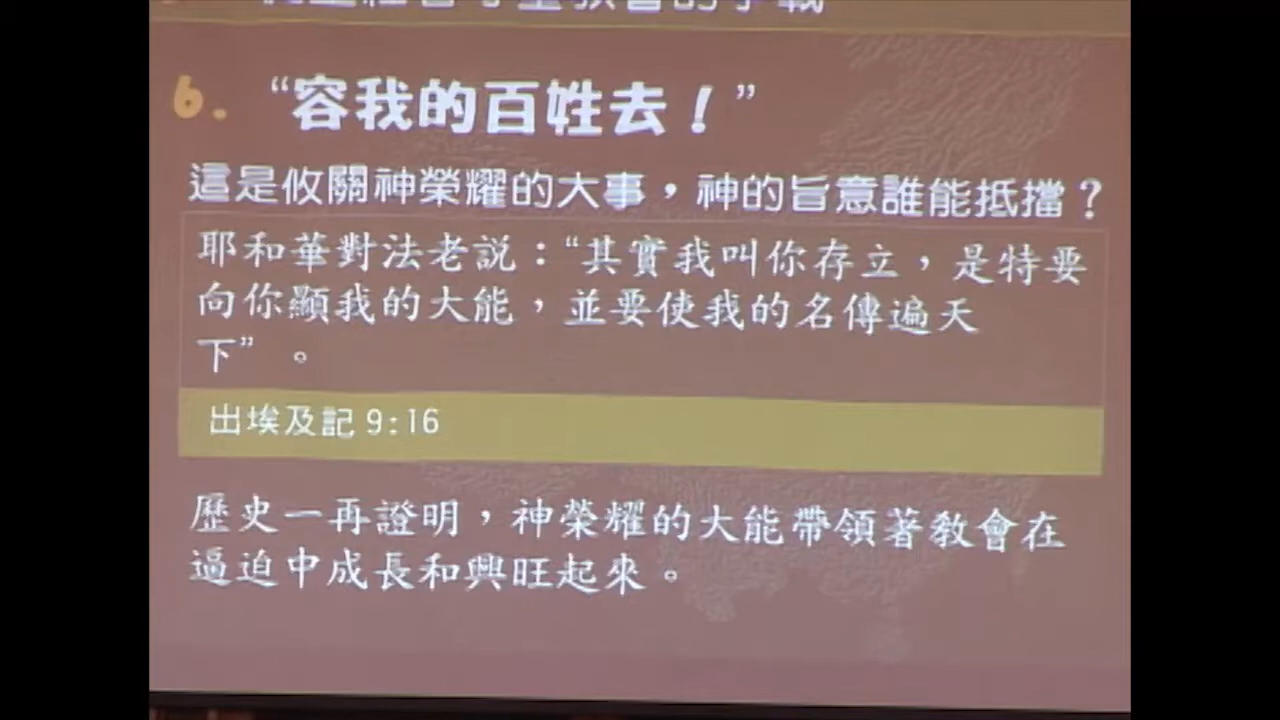 6. “容我的百姓去！”
這是攸關神榮耀的大事，神的旨意誰能抵擋？
耶和華對法老説：“其實我叫你存立，是特要
向你顯我的大能，並要使我的名傳遍天
下”。
出埃及記 9:16
歷史一再證明，神榮耀的大能帶領著教會在
逼迫中成長和興旺起來。